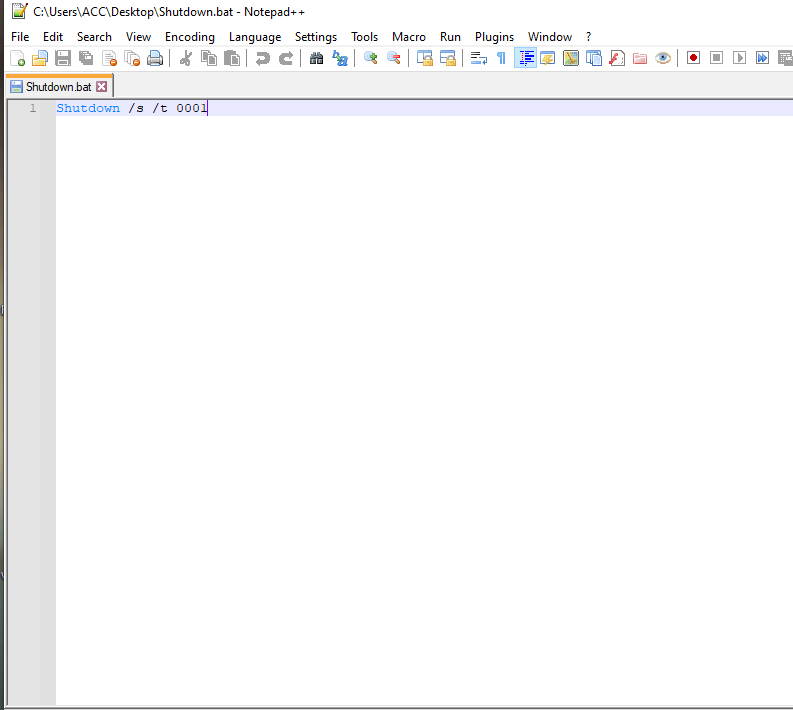 C:\Users\ACC\Desktop\Shutdown.bat - Notepad++
File Edit Search View Encoding Language Settings Tools Macro Run Plugins Window ?
Shutdown.bat
1 Shutdown /s /t 0001